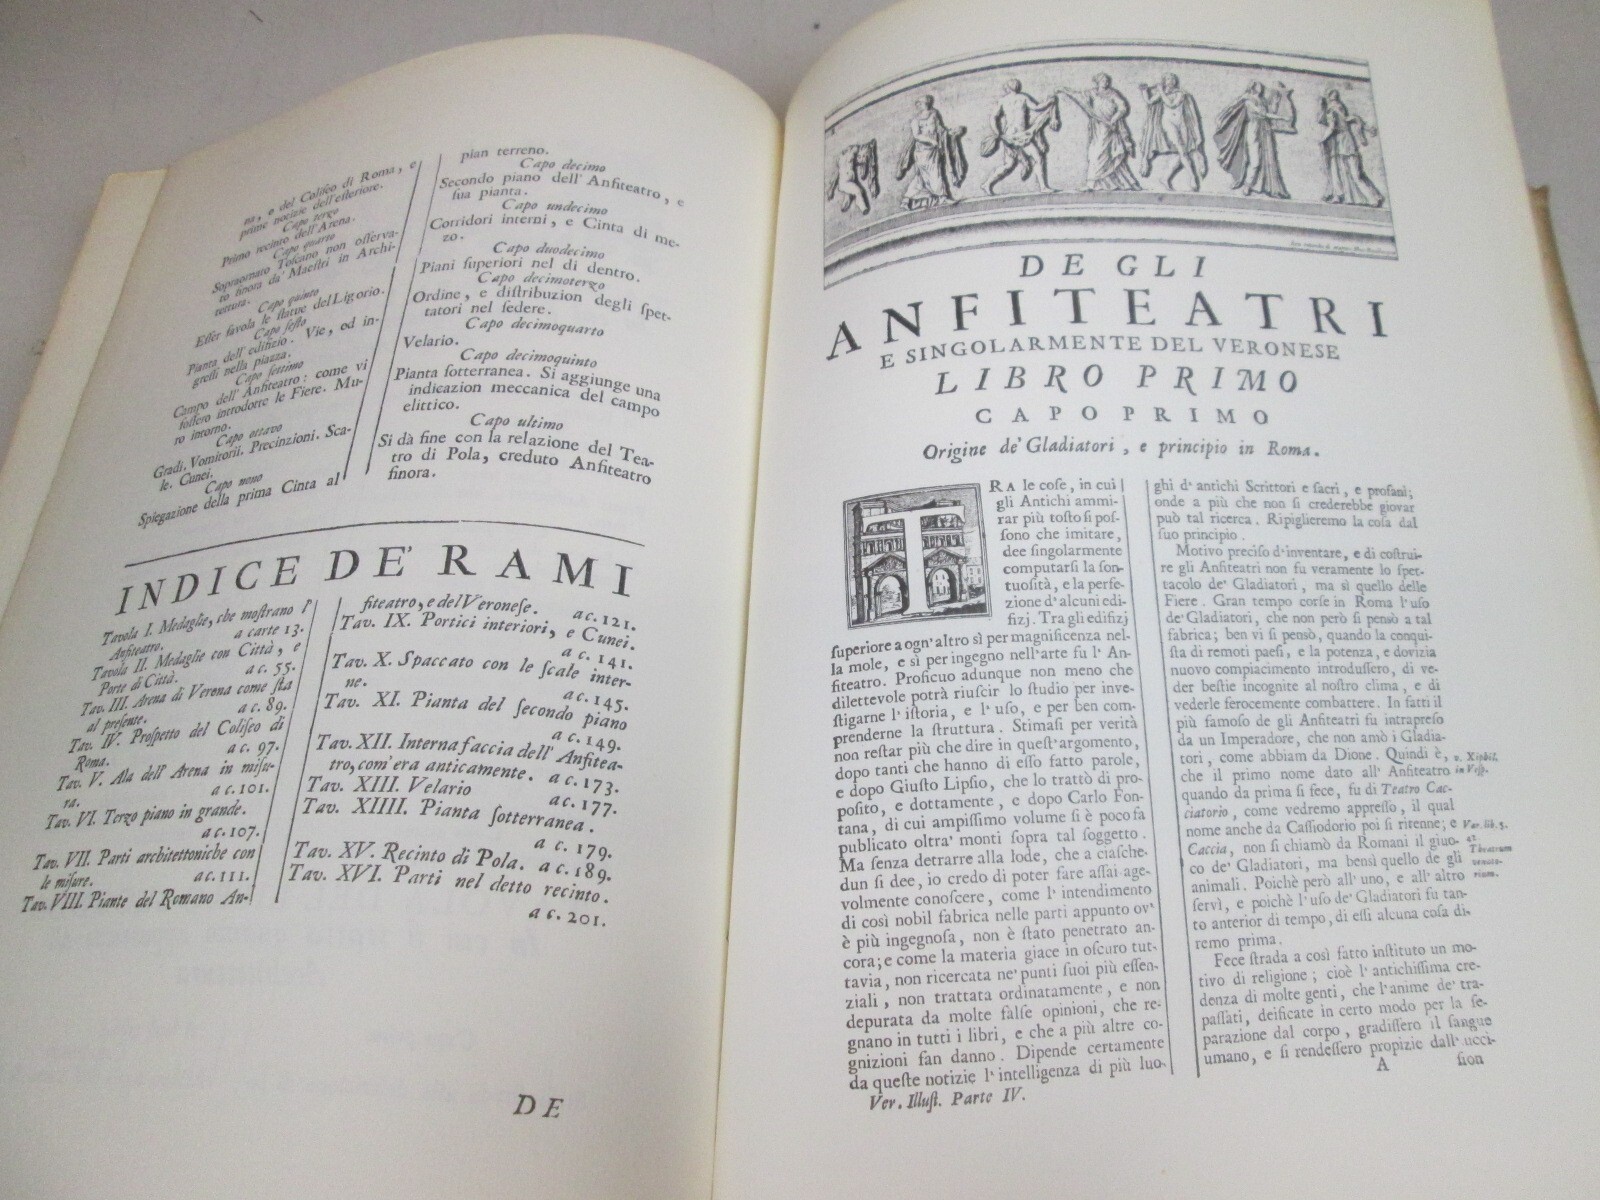 na, o del Coliſeo di Roma, e
prime notizie dell'eſteriore.
Capo terzo
Primo recinto dell'Arena.
Capo quarto
Sopraornato Toſcano non oſſerva-
to finora da' Maeſtri in Archi-
tettura.
Capo quinto
Eſſer favola le ſtatue del Ligorio.
Capo ſeſto
Pianta dell'edifizio. Vie, ed in-
greſſi nella piazza.
Capo ſettimo
Campo dell'Anfiteatro: come vi
foſſero introdotte le Fiere. Mu-
ro intorno.
Capo ottavo
Gradi. Vomitorii. Precinzioni. Sca-
le. Cunei.
Capo nono
Spiegazione della prima Cinta al
pian terreno.
Capo decimo
Secondo piano dell'Anfiteatro, e
ſua pianta.
Capo undecimo
Corridori interni, e Cinta di me-
zo.
Capo duodecimo
Piani ſuperiori nel di dentro.
Capo decimoterzo
Ordine, e diſtribuzion degli ſpet-
tatori nel ſedere.
Capo decimoquarto
Velario.
Capo decimoquinto
Pianta ſotterranea. Si aggiunge una
indicazion meccanica del campo
elittico.
Capo ultimo
Si dà fine con la relazione del Tea-
tro di Pola, creduto Anfiteatro
finora.
INDICE DE' RAMI
Tavola I. Medaglie, che moſtrano l'
Anfiteatro. a carte 13.
Tavola II. Medaglie con Città, e
Porte di Città. a c. 55.
Tav. III. Arena di Verona come ſta
al preſente. a c. 89.
Tav. IV. Proſpetto del Coliſeo di
Roma. a c. 97.
Tav. V. Ala dell'Arena in miſu-
ra. a c. 101.
Tav. VI. Terzo piano in grande.
a c. 107.
Tav. VII. Parti architettoniche con
le miſure. a c. 111.
Tav. VIII. Piante del Romano An-
fiteatro, e del Veroneſe. a c. 121.
Tav. IX. Portici interiori, e Cunei.
a c. 141.
Tav. X. Spaccato con le ſcale inter-
ne. a c. 145.
Tav. XI. Pianta del ſecondo piano
a c. 149.
Tav. XII. Interna faccia dell'Anfitea-
tro, com'era anticamente. a c. 173.
Tav. XIII. Velario a c. 177.
Tav. XIIII. Pianta ſotterranea.
a c. 179.
Tav. XV. Recinto di Pola. a c. 189.
Tav. XVI. Parti nel detto recinto.
a c. 201.
DE
DE GLI
ANFITEATRI
E SINGOLARMENTE DEL VERONESE
LIBRO PRIMO
CAPO PRIMO
Origine de' Gladiatori, e principio in Roma.
TRA le coſe, in cui
gli Antichi ammi-
rar più toſto ſi poſ-
ſono che imitare,
dee ſingolarmente
computarſi la ſon-
tuoſità, e la perfe-
zione d'alcuni edi-
fizj. Tra gli edifizj
ſuperiore a ogn' altro sì per magnificenza nel-
la mole, e sì per ingegno nell'arte fu l'An-
fiteatro. Proficuo adunque non meno che
dilettevole potrà riuſcir lo ſtudio per inve-
ſtigarne l'iſtoria, e l'uſo, e per ben com-
prenderne la ſtruttura. Stimaſi per verità
non reſtar più che dire in queſt'argomento,
dopo tanti che hanno di eſſo fatto parole,
dopo Giuſto Lipſio, che lo trattò di pro-
poſito, e dottamente, e dopo Carlo Fon-
tana, di cui ampiſſimo volume ſi è poco fa
publicato oltra' monti ſopra tal ſoggetto.
Ma ſenza detrarre alla lode, che a ciaſche-
dun ſi dee, io credo di poter fare aſſai age-
volmente conoſcere, come l'intendimento
di così nobil fabrica nelle parti appunto ov'
è più ingegnoſa, non è ſtato penetrato an-
cora; e come la materia giace in oſcuro tut-
tavia, non ricercata ne' punti ſuoi più eſſen-
ziali, non trattata ordinatamente, e non
depurata da molte falſe opinioni, che re-
gnano in tutti i libri, e che a più altre co-
gnizioni fan danno. Dipende certamente
da queſte notizie l'intelligenza di più luo-
Ver. Illuſt. Parte IV.
ghi d'antichi Scrittori e ſacri, e profani;
onde a più che non ſi crederebbe giovar
può tal ricerca. Ripiglieremo la coſa dal
ſuo principio.
Motivo preciſo d'inventare, e di coſtrui-
re gli Anfiteatri non fu veramente lo ſpet-
tacolo de' Gladiatori, ma sì quello delle
Fiere. Gran tempo corſe in Roma l'uſo
de' Gladiatori, che non però ſi penſò a tal
fabrica; ben vi ſi penſò, quando la conqui-
ſta di remoti paeſi, e la potenza, e dovizia
nuovo compiacimento introduſſero, di ve-
der beſtie incognite al noſtro clima, e di
vederle ferocemente combattere. In fatti il
più famoſo de gli Anfiteatri fu intrapreſo
da un Imperadore, che non amò i Gladia-
tori, come abbiam da Dione. Quindi è,
che il primo nome dato all' Anfiteatro
quando da prima ſi fece, fu di Teatro Cac-
ciatorio, come vedremo appreſſo, il qual
nome anche da Caſſiodorio poi ſi ritenne; e
Caccia, non ſi chiamò da Romani il giuo-
co de' Gladiatori, ma bensì quello de gli
animali. Poichè però all'uno, e all'altro
ſervì, e poichè l'uſo de' Gladiatori fu tan-
to anterior di tempo, di eſſi alcuna coſa di-
remo prima.
Fece ſtrada a così fatto inſtituto un mo-
tivo di religione; cioè l'antichiſſima cre-
denza di molte genti, che l'anime de' tra-
paſſati, deificate in certo modo per la ſe-
parazione dal corpo, gradiſſero il ſangue
umano, e ſi rendeſſero propizie dall'ucci-
A ſion
v. Xiphil.
in Veſp.
Var. lib. 5.
42.
Theatrum
venato-
rium.